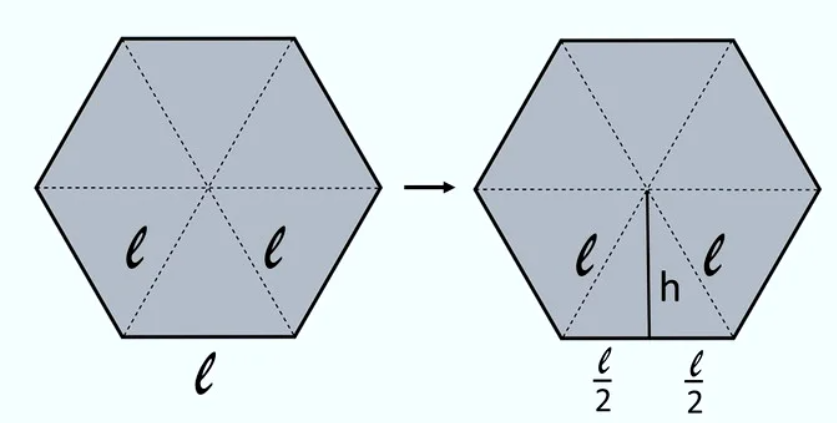 ℓ ℓ
ℓ
ℓ ℓ
h
ℓ/2 ℓ/2